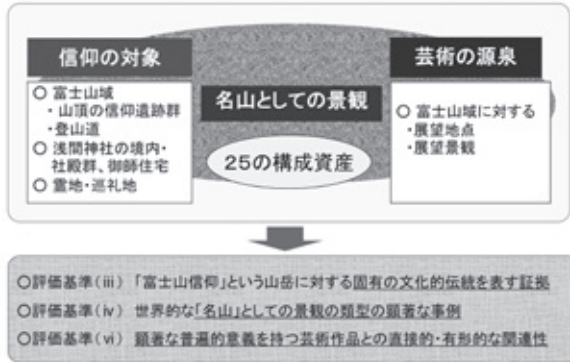 信仰の対象
○ 富士山域
・山頂の信仰遺跡群
・登山道
○ 浅間神社の境内・
社殿群、御師住宅
○ 霊地・巡礼地
名山としての景観
25の構成資産
芸術の源泉
○ 富士山域に対する
・展望地点
・展望景観
○評価基準(ⅲ) 「富士山信仰」という山岳に対する固有の文化的伝統を表す証拠
○評価基準(ⅳ) 世界的な「名山」としての景観の類型の顕著な事例
○評価基準(ⅵ) 顕著な普遍的意義を持つ芸術作品との直接的・有形的な関連性